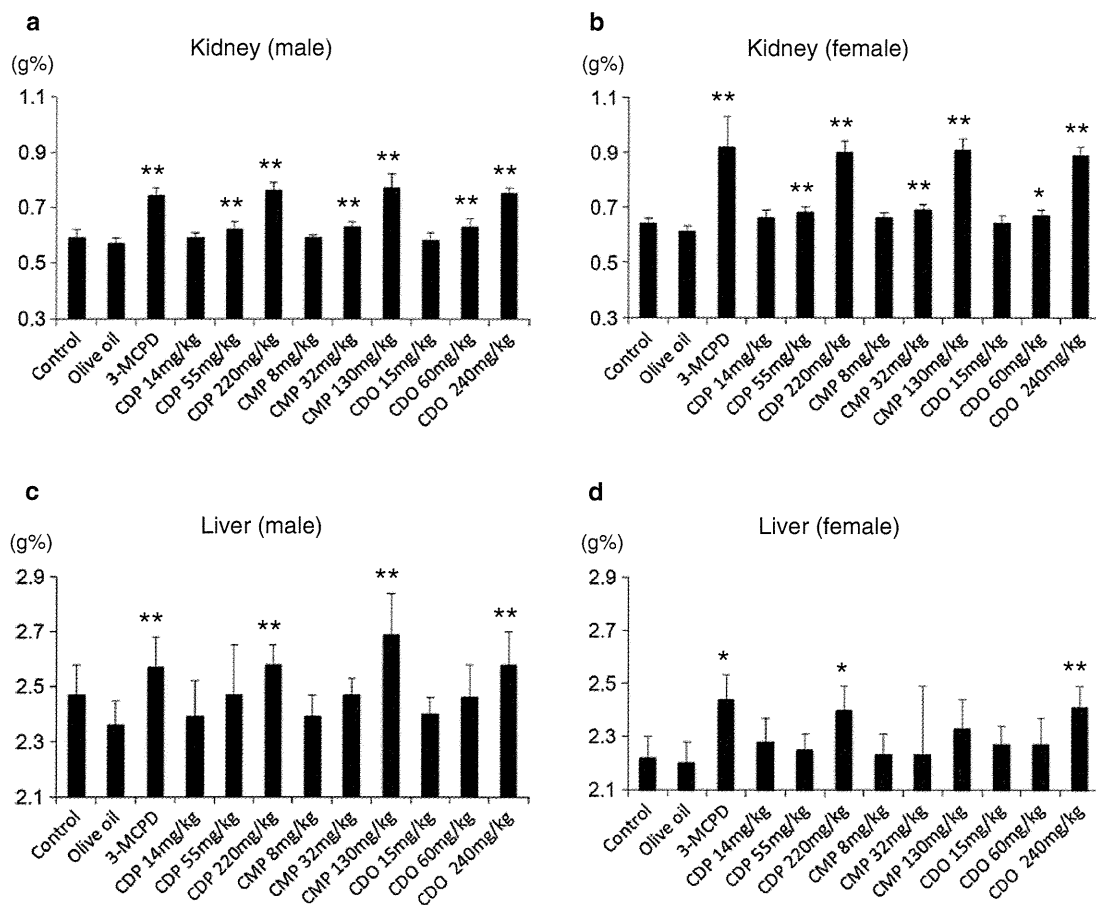 a
Kidney (male)
(g%)
1.1
0.9
0.7
0.5
0.3
** ** ** ** ** ** **
Control
Olive oil
3-MCPD
CDP 14mg/kg
CDP 55mg/kg
CDP 220mg/kg
CMP 8mg/kg
CMP 32mg/kg
CMP 130mg/kg
CDO 15mg/kg
CDO 60mg/kg
CDO 240mg/kg
b
Kidney (female)
(g%)
1.1
0.9
0.7
0.5
0.3
** ** ** ** ** * **
Control
Olive oil
3-MCPD
CDP 14mg/kg
CDP 55mg/kg
CDP 220mg/kg
CMP 8mg/kg
CMP 32mg/kg
CMP 130mg/kg
CDO 15mg/kg
CDO 60mg/kg
CDO 240mg/kg
c
Liver (male)
(g%)
2.9
2.7
2.5
2.3
2.1
** ** ** **
Control
Olive oil
3-MCPD
CDP 14mg/kg
CDP 55mg/kg
CDP 220mg/kg
CMP 8mg/kg
CMP 32mg/kg
CMP 130mg/kg
CDO 15mg/kg
CDO 60mg/kg
CDO 240mg/kg
d
Liver (female)
(g%)
2.9
2.7
2.5
2.3
2.1
* * **
Control
Olive oil
3-MCPD
CDP 14mg/kg
CDP 55mg/kg
CDP 220mg/kg
CMP 8mg/kg
CMP 32mg/kg
CMP 130mg/kg
CDO 15mg/kg
CDO 60mg/kg
CDO 240mg/kg